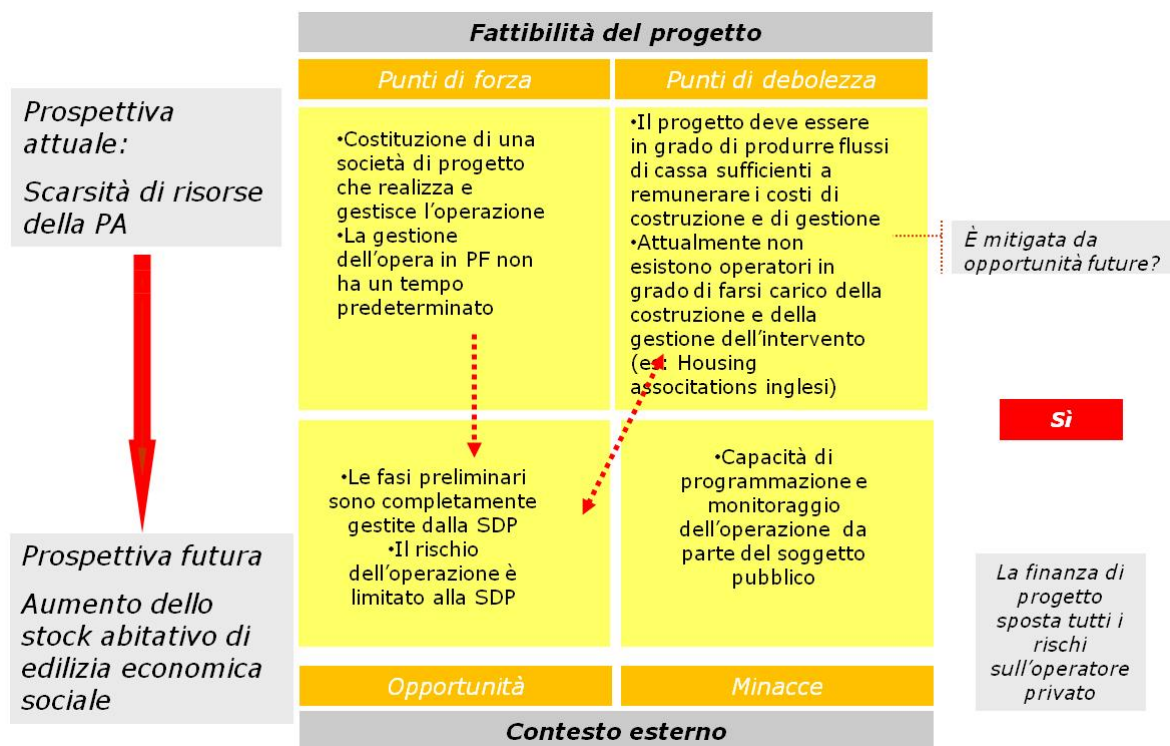 Fattibilità del progetto
Punti di forza
Punti di debolezza
Prospettiva
attuale:
Scarsità di risorse
della PA
•Costituzione di una
società di progetto
che realizza e
gestisce l'operazione
•La gestione
dell'opera in PF non
ha un tempo
predeterminato
•Il progetto deve essere
in grado di produrre flussi
di cassa sufficienti a
remunerare i costi di
costruzione e di gestione
•Attualmente non
esistono operatori in
grado di farsi carico della
costruzione e della
gestione dell'intervento
(es: Housing
associtations inglesi)
È mitigata da
opportunità future?
Sì
Prospettiva futura
Aumento dello
stock abitativo di
edilizia economica
sociale
•Le fasi preliminari
sono completamente
gestite dalla SDP
•Il rischio
dell'operazione è
limitato alla SDP
•Capacità di
programmazione e
monitoraggio
dell'operazione da
parte del soggetto
pubblico
La finanza di
progetto
sposta tutti i
rischi
sull'operatore
privato
Opportunità
Minacce
Contesto esterno